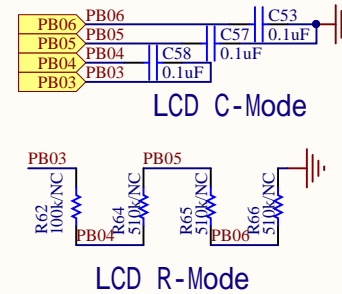 PB06 PB06 C53
PB05 PB05 0.1uF
C57
PB04 PB04 C58 0.1uF
PB03 PB03 0.1uF
LCD C-Mode
PB03 PB05
R62 100k/NC R64 510k/NC R65 510k/NC R66 510k/NC
PB04 PB06
LCD R-Mode